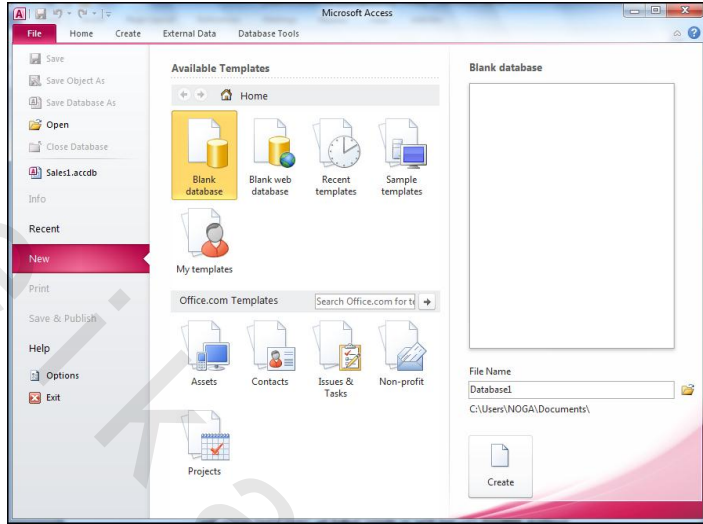 Microsoft Access
File Home Create External Data Database Tools
Save
Save Object As
Save Database As
Open
Close Database
Sales1.accdb
Info
Recent
New
Print
Save & Publish
Help
Options
Exit
Available Templates
Home
Blank database
Blank web database
Recent templates
Sample templates
My templates
Office.com Templates
Search Office.com for te
Assets
Contacts
Issues & Tasks
Non-profit
Projects
Blank database
File Name
Database1
C:\Users\NOGA\Documents\
Create